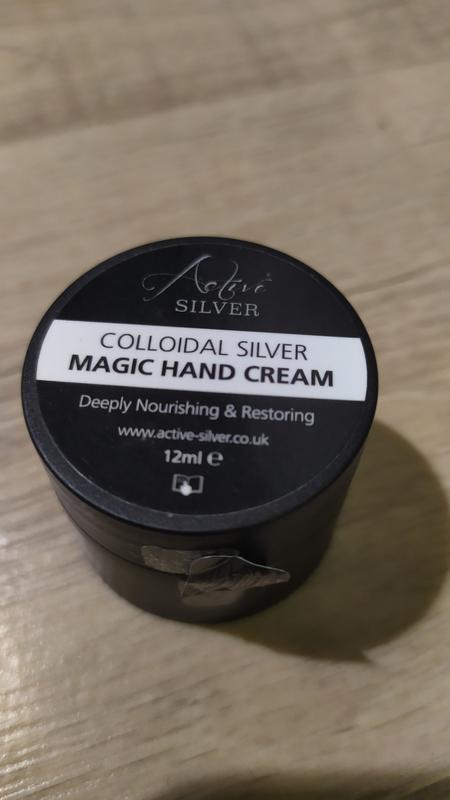 Active
SILVER
COLLOIDAL SILVER
MAGIC HAND CREAM
Deeply Nourishing & Restoring
www.active-silver.co.uk
12ml ℮